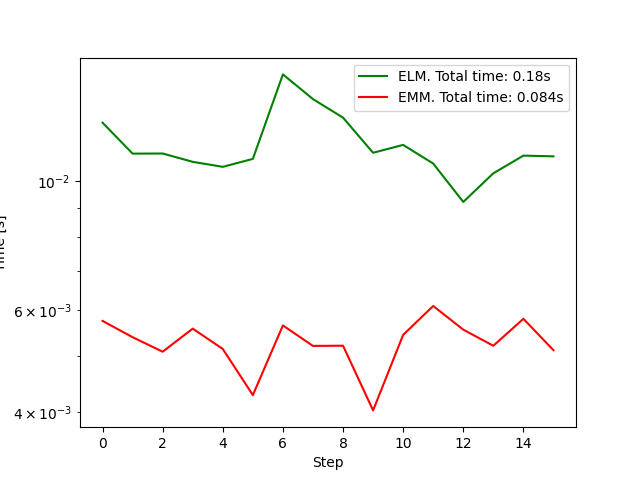 ELM. Total time: 0.18s
EMM. Total time: 0.084s
10⁻²
6 × 10⁻³
4 × 10⁻³
0 2 4 6 8 10 12 14
Step